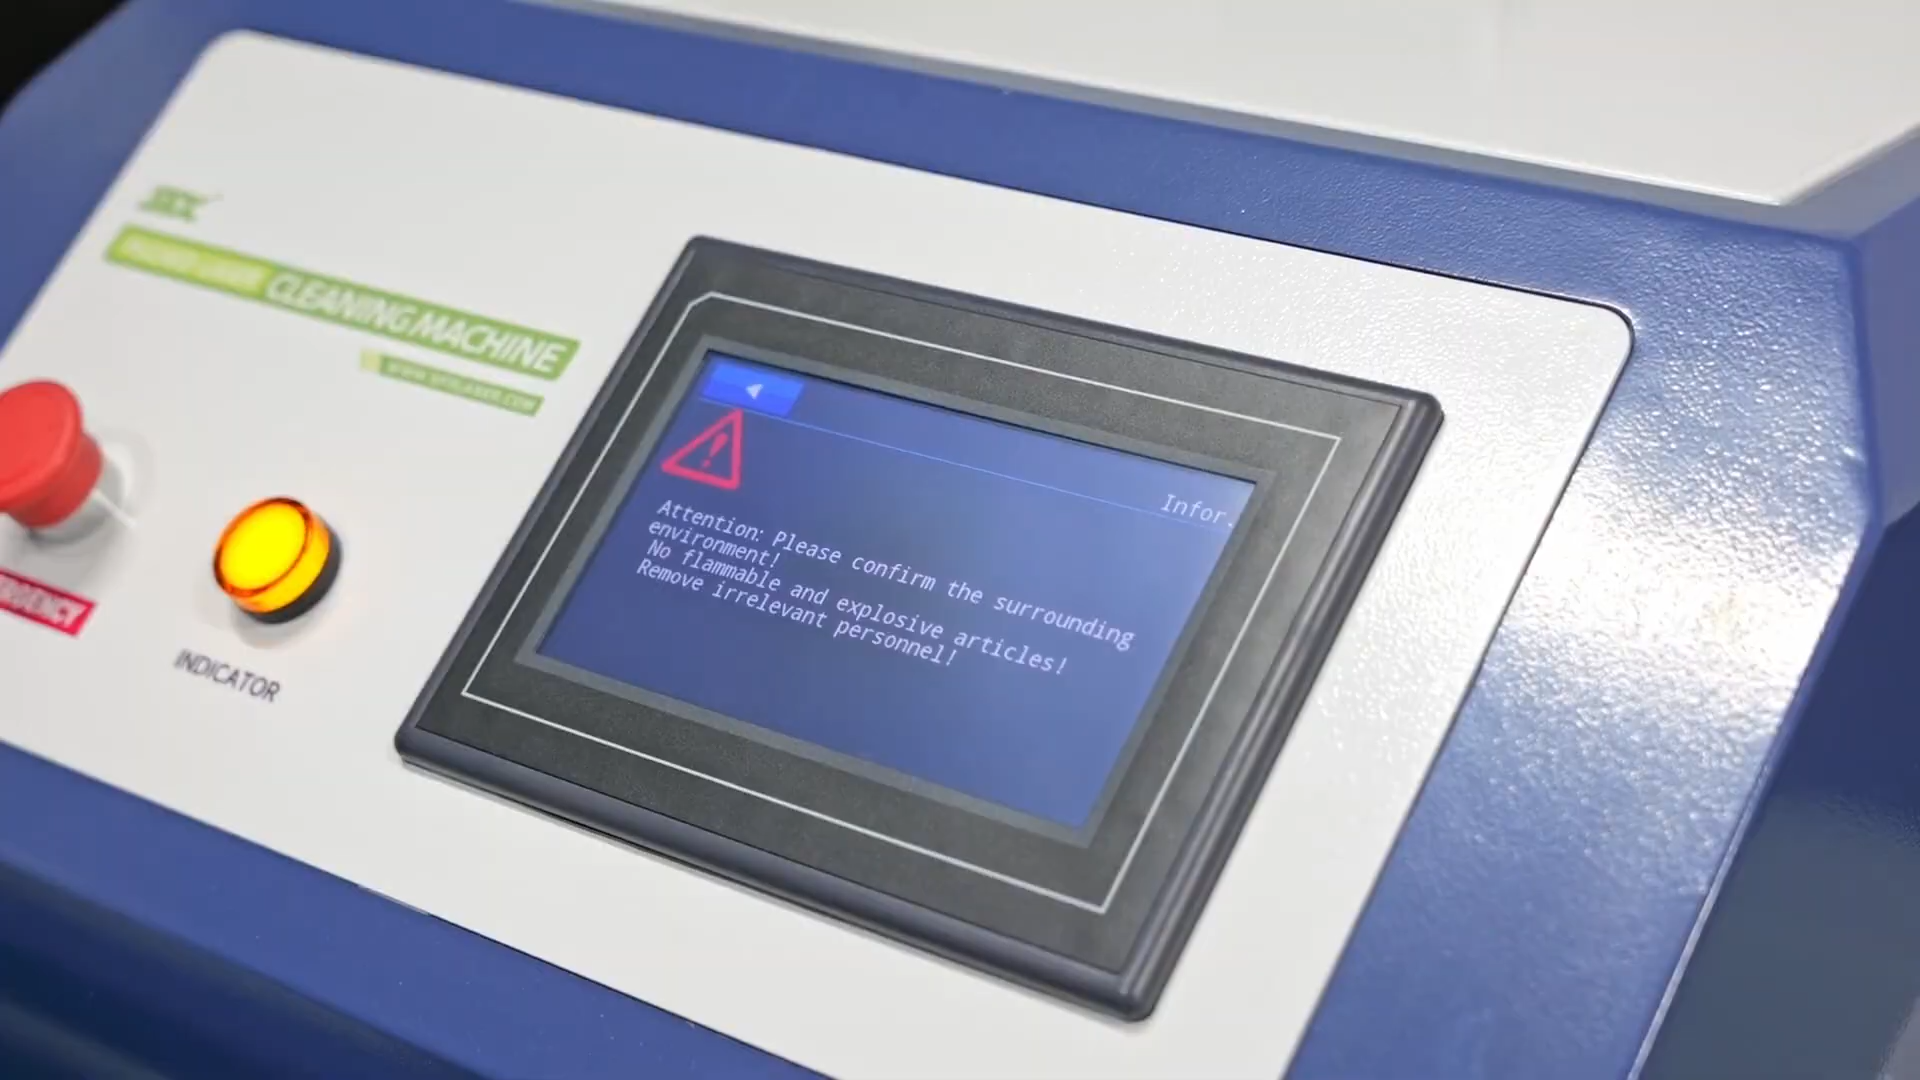 CLEANING MACHINE
INDICATOR
Infor.
Attention: Please confirm the surrounding
environment!
No flammable and explosive articles!
Remove irrelevant personnel!